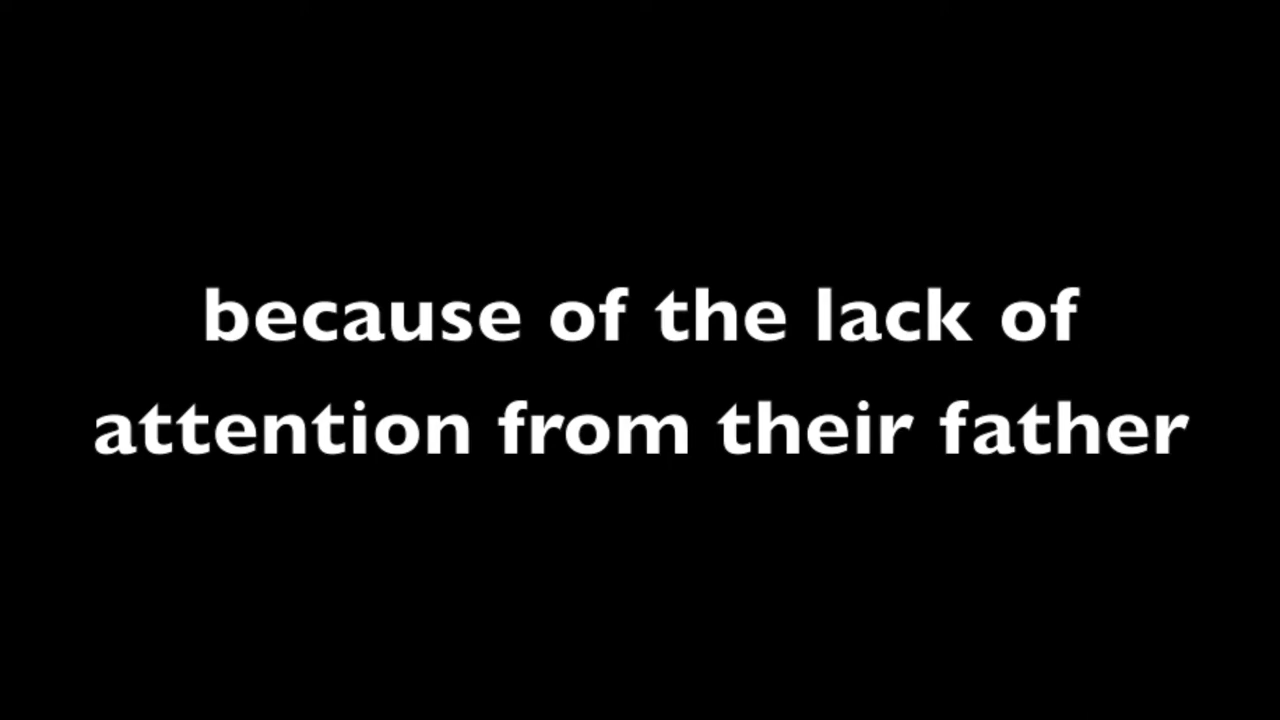 because of the lack of
attention from their father